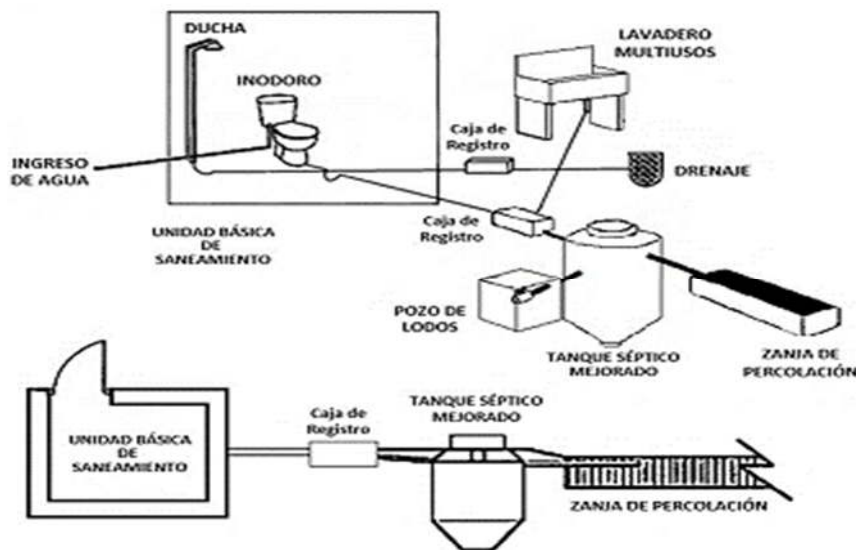 DUCHA
LAVADERO
MULTIUSOS
INODORO
Caja de
Registro
INGRESO
DE AGUA
DRENAJE
UNIDAD BÁSICA
DE
SANEAMIENTO
Caja de
Registro
POZO DE
LODOS
TANQUE SÉPTICO
MEJORADO
ZANJA DE
PERCOLACIÓN
UNIDAD BÁSICA
DE
SANEAMIENTO
Caja de
Registro
TANQUE SÉPTICO
MEJORADO
ZANJA DE PERCOLACIÓN